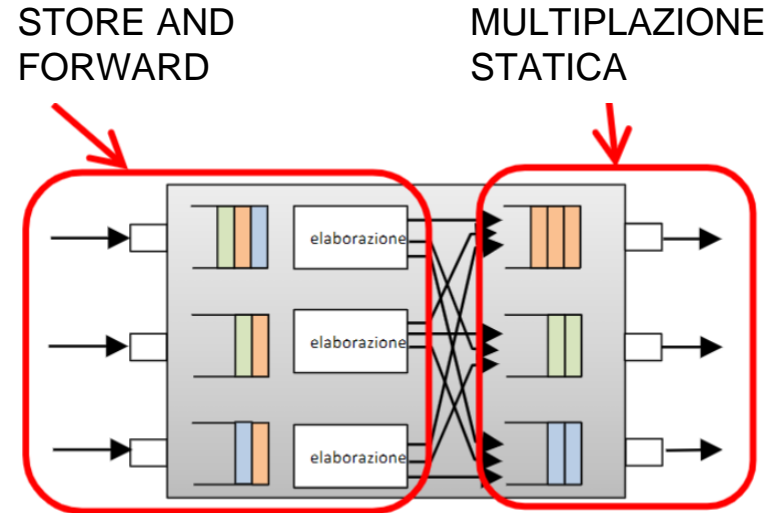 STORE AND
FORWARD
MULTIPLAZIONE
STATICA
elaborazione
elaborazione
elaborazione